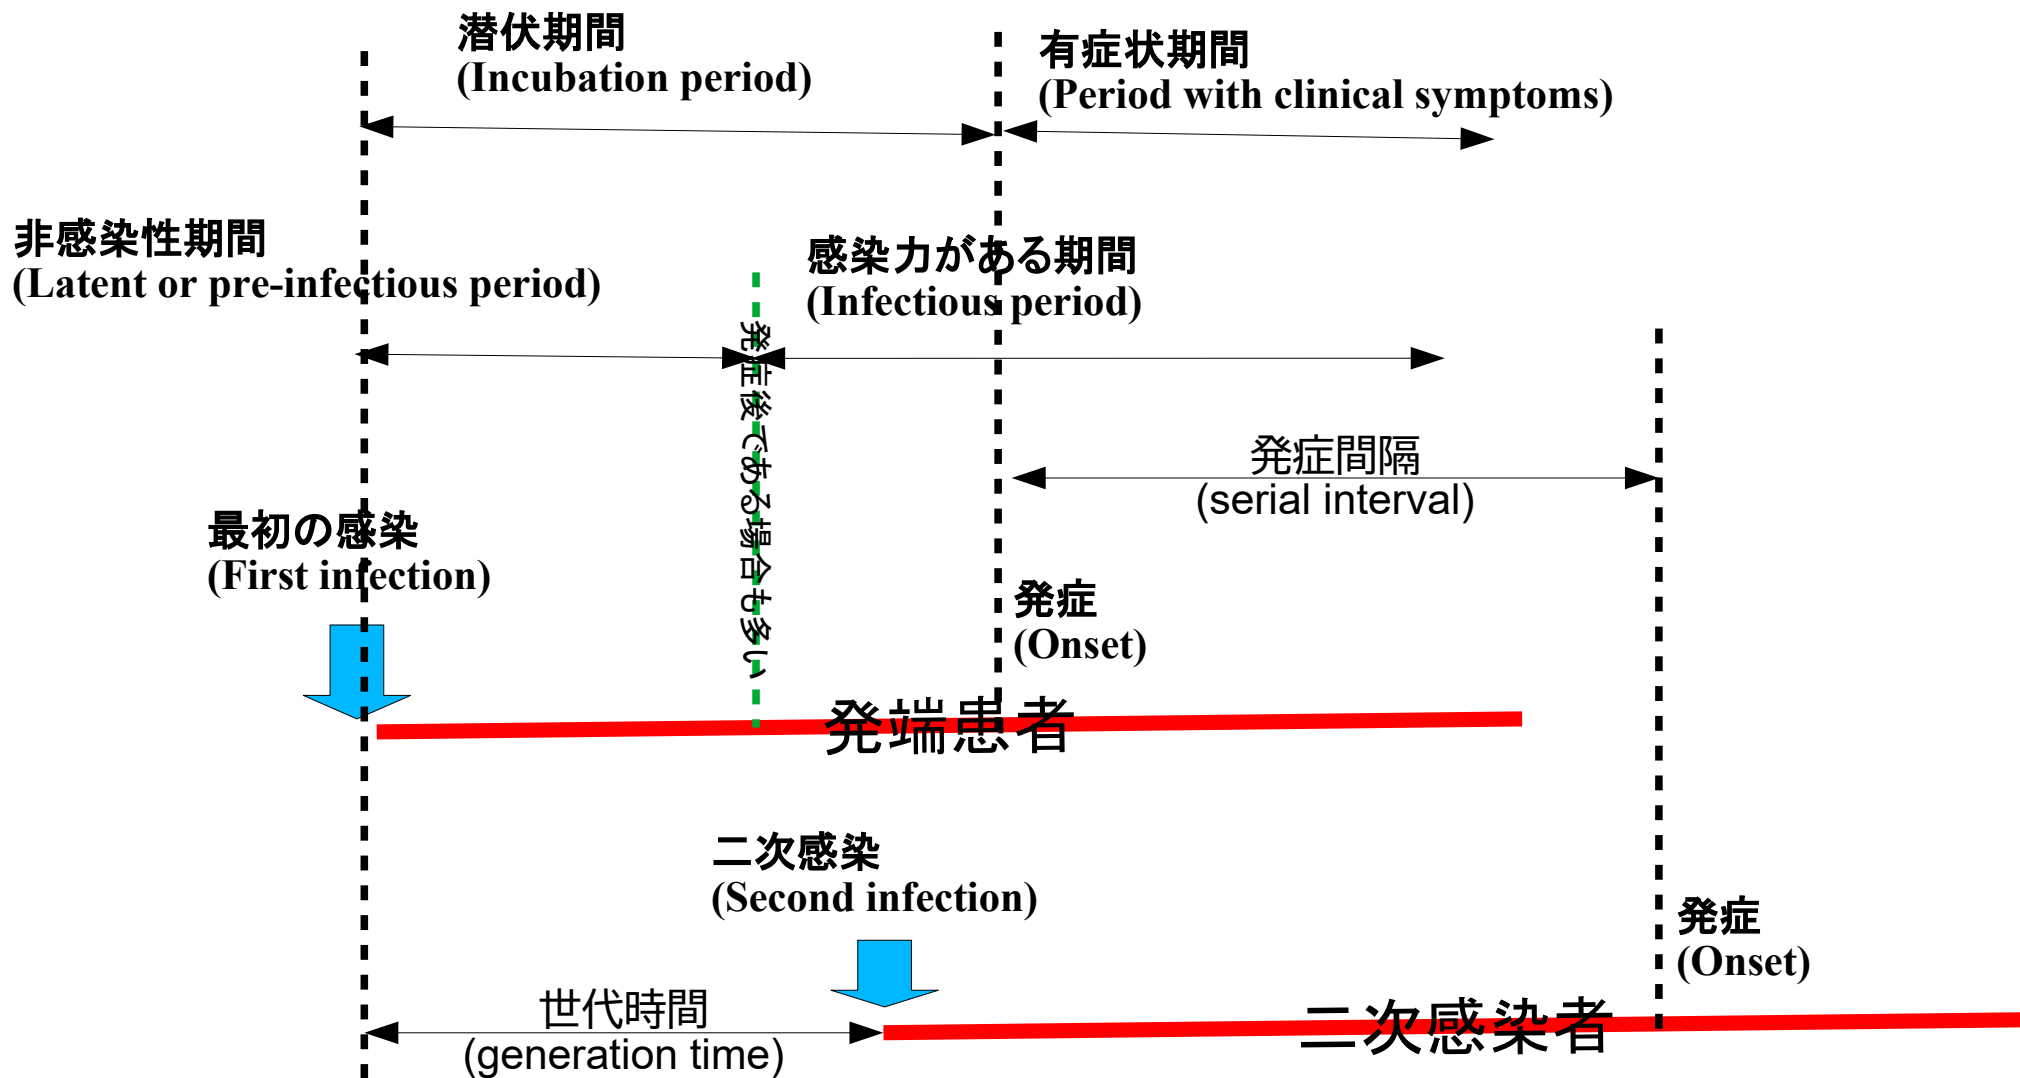 潜伏期間
(Incubation period)
有症状期間
(Period with clinical symptoms)
非感染性期間
(Latent or pre-infectious period)
感染力がある期間
(Infectious period)
発症後である場合も多い
発症間隔
(serial interval)
最初の感染
(First infection)
発症
(Onset)
発端患者
二次感染
(Second infection)
発症
(Onset)
世代時間
(generation time)
二次感染者